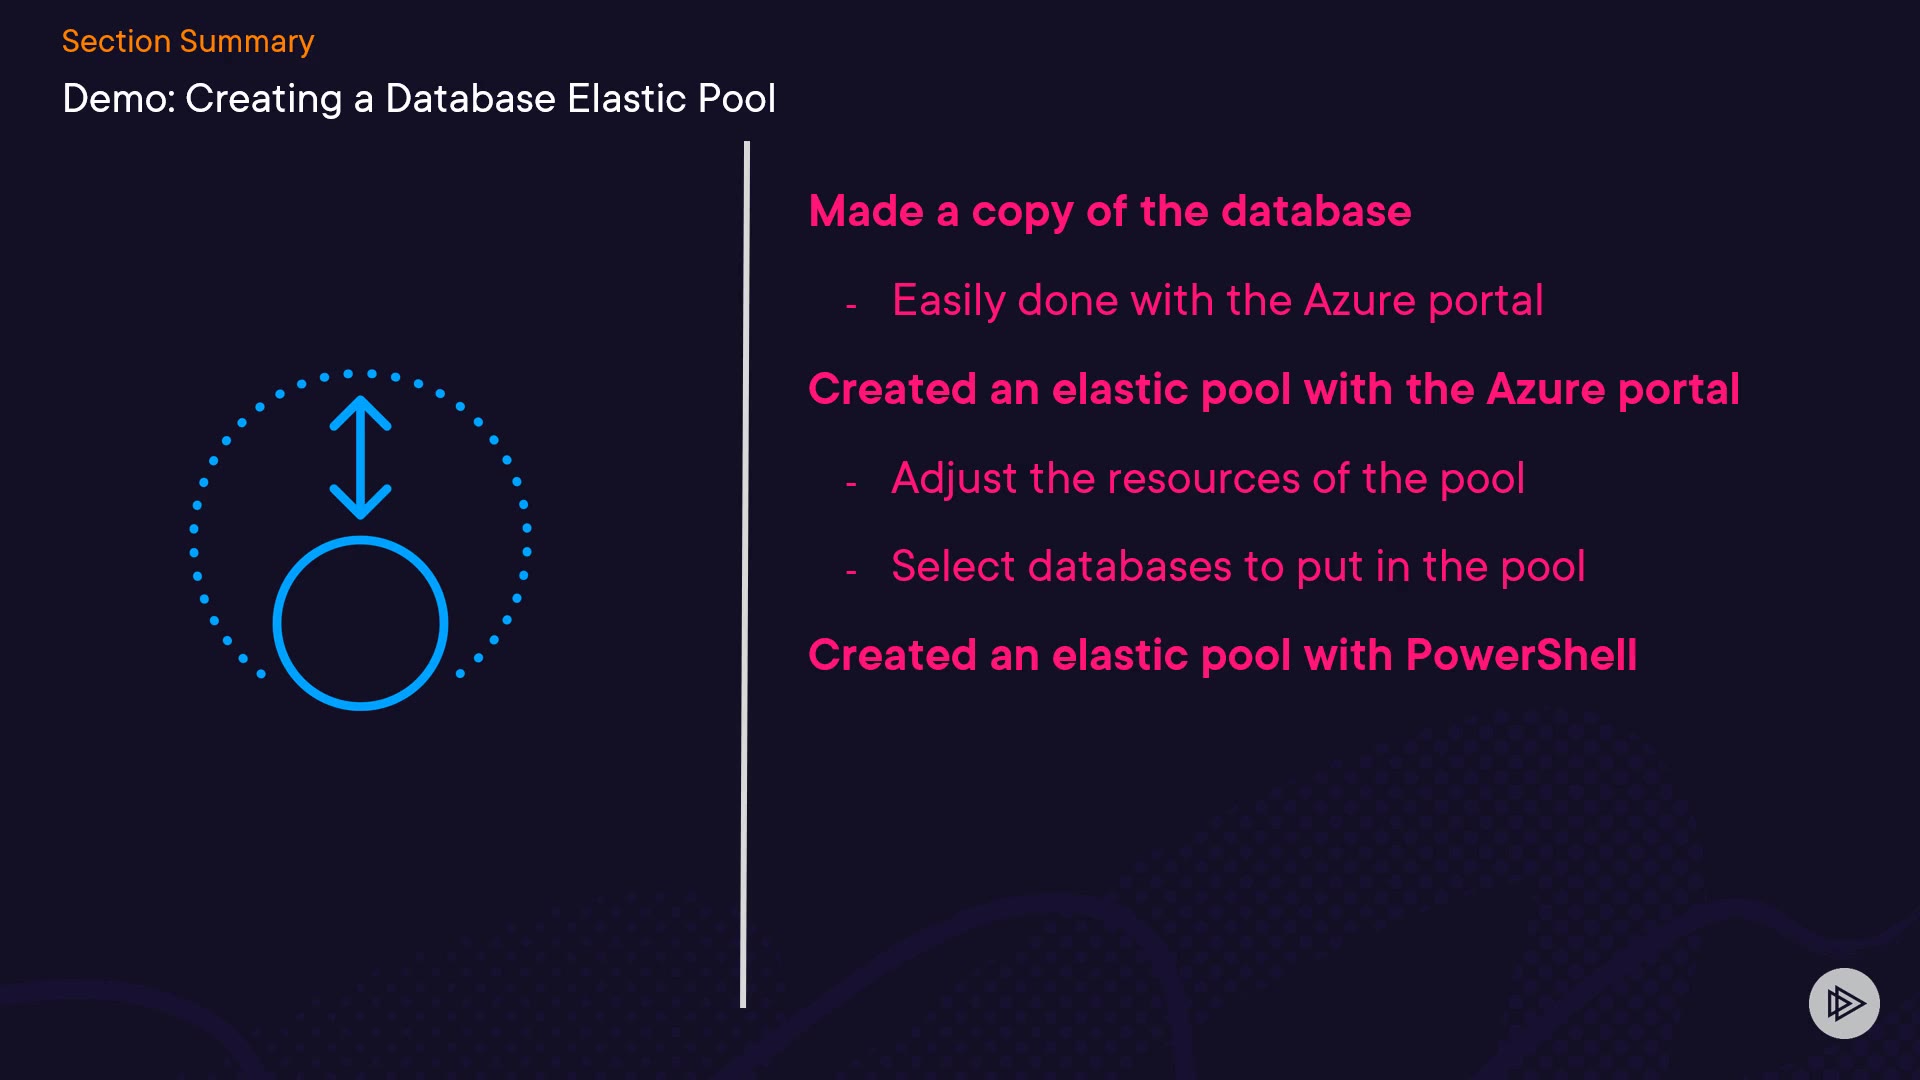 Section Summary
Demo: Creating a Database Elastic Pool
Made a copy of the database
- Easily done with the Azure portal
Created an elastic pool with the Azure portal
- Adjust the resources of the pool
- Select databases to put in the pool
Created an elastic pool with PowerShell